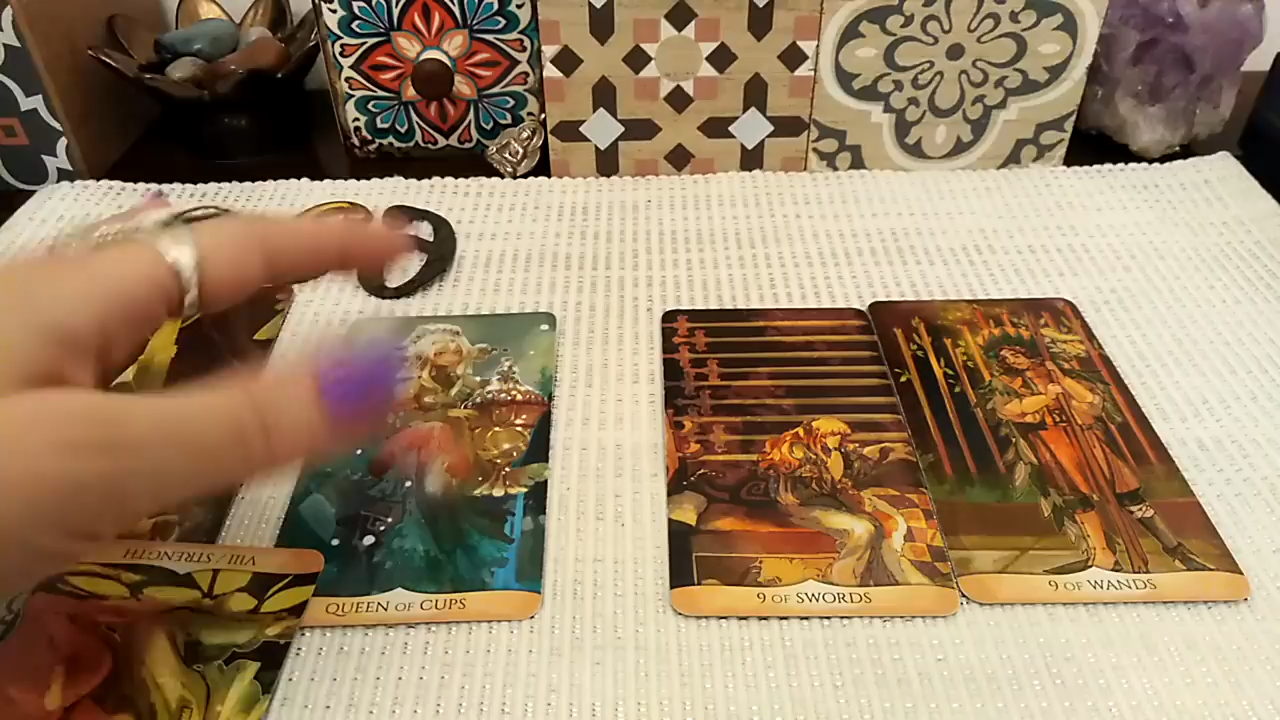 VIII / STRENGTH
QUEEN OF CUPS
9 OF SWORDS
9 OF WANDS